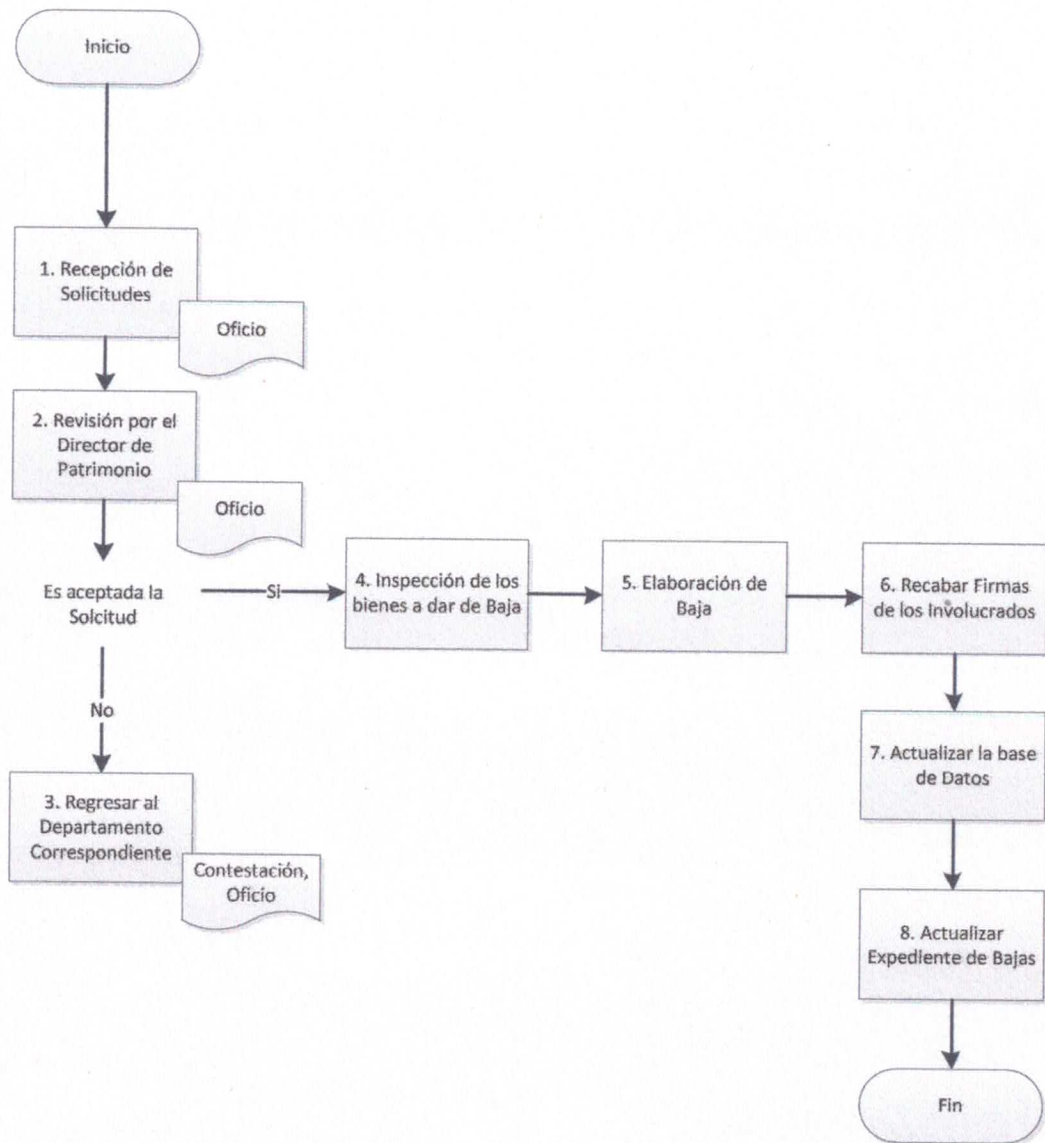 Inicio
1. Recepción de
Solicitudes
Oficio
2. Revisión por el
Director de
Patrimonio
Oficio
Es aceptada la
Solcitud
Si
4. Inspección de los
bienes a dar de Baja
5. Elaboración de
Baja
6. Recabar Firmas
de los Involucrados
No
3. Regresar al
Departamento
Correspondiente
Contestación,
Oficio
7. Actualizar la base
de Datos
8. Actualizar
Expediente de Bajas
Fin